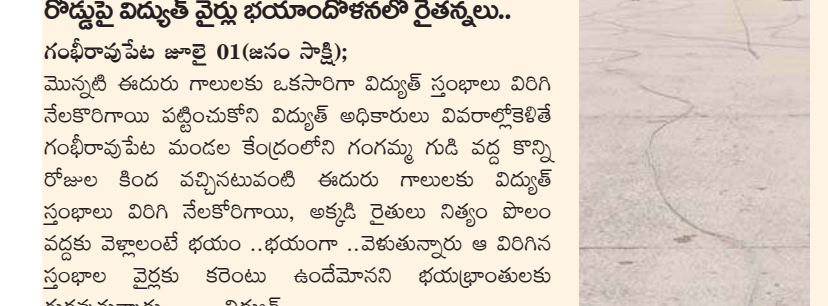 రోడ్డుపై విద్యుత్ వైర్లు భయాందోళనలో రైతన్నలు..
గంభీరావుపేట జూలై 01(జనం సాక్షి);
మొన్నటి ఈదురు గాలులకు ఒకసారిగా విద్యుత్ స్తంభాలు విరిగి
నేలకొరిగాయి పట్టించుకోని విద్యుత్ అధికారులు వివరాల్లోకెళితే
గంభీరావుపేట మండల కేంద్రంలోని గంగమ్మ గుడి వద్ద కొన్ని
రోజుల కింద వచ్చినటువంటి ఈదురు గాలులకు విద్యుత్
స్తంభాలు విరిగి నేలకోరిగాయి, అక్కడి రైతులు నిత్యం పొలం
వద్దకు వెళ్లాలంటే భయం ..భయంగా ..వెళుతున్నారు ఆ విరిగిన
స్తంభాల వైర్లకు కరెంటు ఉందేమోనని భయభ్రాంతులకు